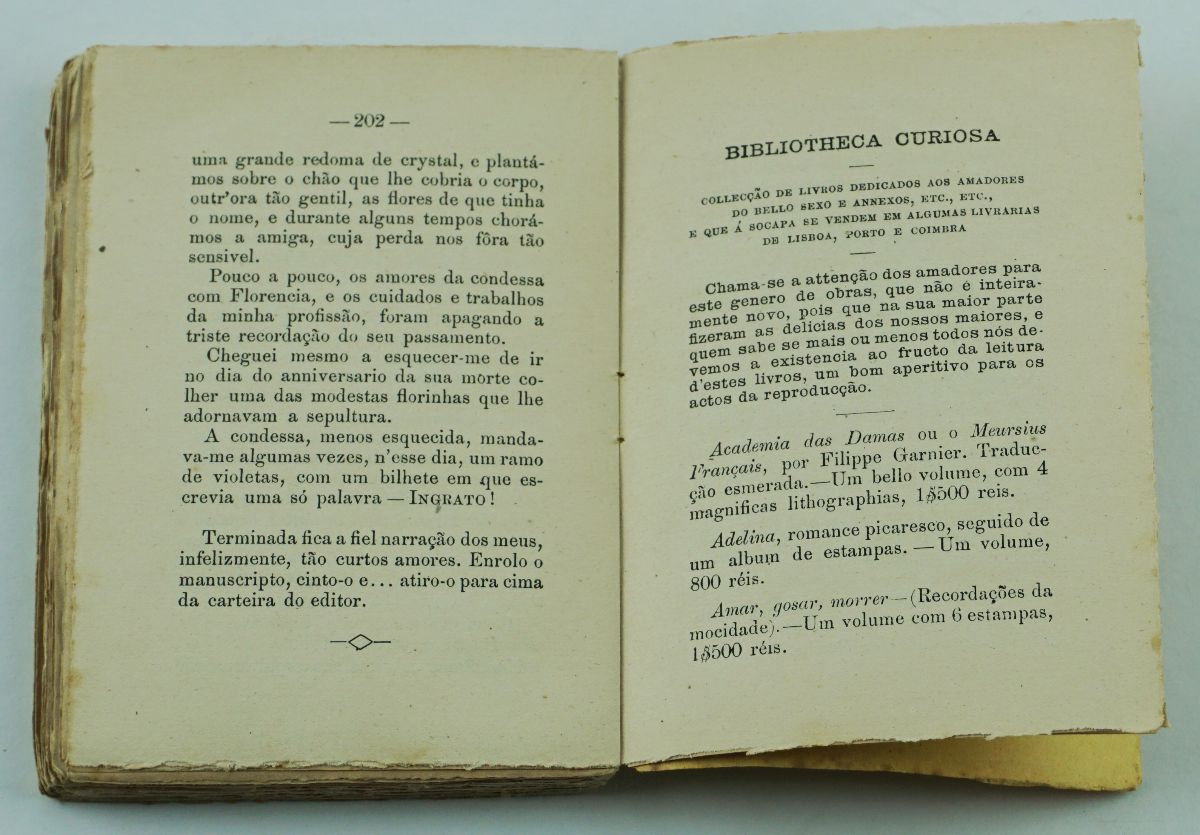 — 202 —
uma grande redoma de crystal, e plantá-
mos sobre o chão que lhe cobria o corpo,
outr'ora tão gentil, as flores de que tinha
o nome, e durante alguns tempos chorá-
mos a amiga, cuja perda nos fôra tão
sensivel.
Pouco a pouco, os amores da condessa
com Florencia, e os cuidados e trabalhos
da minha profissão, foram apagando a
triste recordação do seu passamento.
Cheguei mesmo a esquecer-me de ir
no dia do anniversario da sua morte co-
lher uma das modestas florinhas que lhe
adornavam a sepultura.
A condessa, menos esquecida, manda-
va-me algumas vezes, n'esse dia, um ramo
de violetas, com um bilhete em que es-
crevia uma só palavra — INGRATO!
Terminada fica a fiel narração dos meus,
infelizmente, tão curtos amores. Enrolo o
manuscripto, cinto-o e... atiro-o para cima
da carteira do editor.
BIBLIOTHECA CURIOSA
COLLECÇÃO DE LIVROS DEDICADOS AOS AMADORES
DO BELLO SEXO E ANNEXOS, ETC., ETC.,
E QUE Á SOCAPA SE VENDEM EM ALGUMAS LIVRARIAS
DE LISBOA, PORTO E COIMBRA
Chama-se a attenção dos amadores para
este genero de obras, que não é inteira-
mente novo, pois que na sua maior parte
fizeram as delicias dos nossos maiores, e
quem sabe se mais ou menos todos nós de-
vemos a existencia ao fructo da leitura
d'estes livros, um bom aperitivo para os
actos da reproducção.
Academia das Damas ou o Meursius
Français, por Filippe Garnier. Traduc-
ção esmerada.—Um bello volume, com 4
magnificas lithographias, 1$500 reis.
Adelina, romance picaresco, seguido de
um album de estampas. — Um volume,
800 réis.
Amar, gosar, morrer — (Recordações da
mocidade).—Um volume com 6 estampas,
1$500 réis.